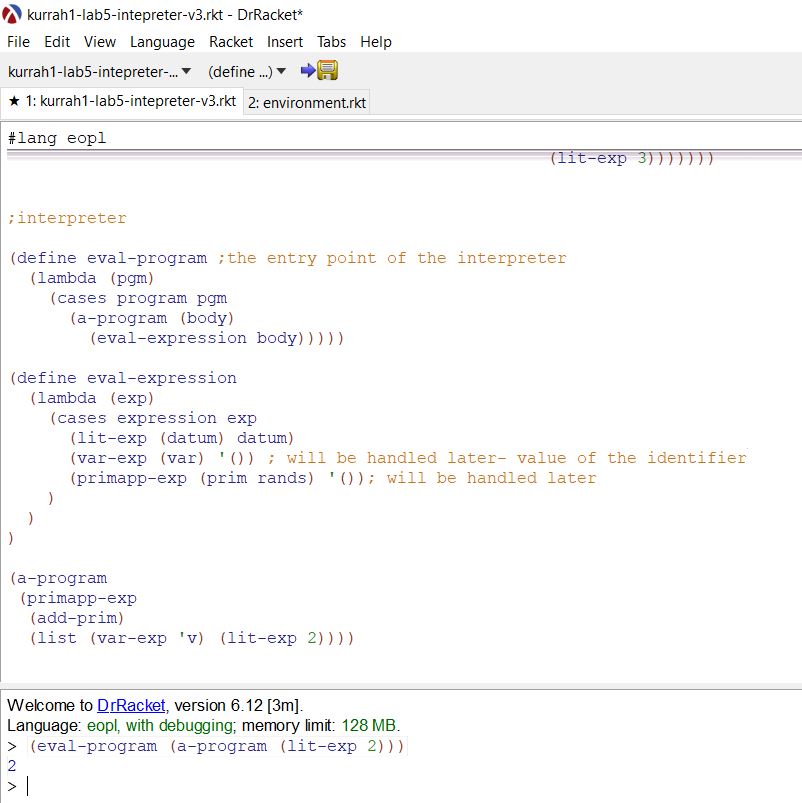 kurrah1-lab5-intepreter-v3.rkt - DrRacket*
File Edit View Language Racket Insert Tabs Help
kurrah1-lab5-intepreter-... ▼ (define ...) ▼
★ 1: kurrah1-lab5-intepreter-v3.rkt 2: environment.rkt
#lang eopl
(lit-exp 3)))))))
;interpreter
(define eval-program ;the entry point of the interpreter
(lambda (pgm)
(cases program pgm
(a-program (body)
(eval-expression body)))))
(define eval-expression
(lambda (exp)
(cases expression exp
(lit-exp (datum) datum)
(var-exp (var) '()) ; will be handled later- value of the identifier
(primapp-exp (prim rands) '()); will be handled later
)
)
)
(a-program
(primapp-exp
(add-prim)
(list (var-exp 'v) (lit-exp 2))))
Welcome to DrRacket, version 6.12 [3m].
Language: eopl, with debugging; memory limit: 128 MB.
> (eval-program (a-program (lit-exp 2)))
2
>